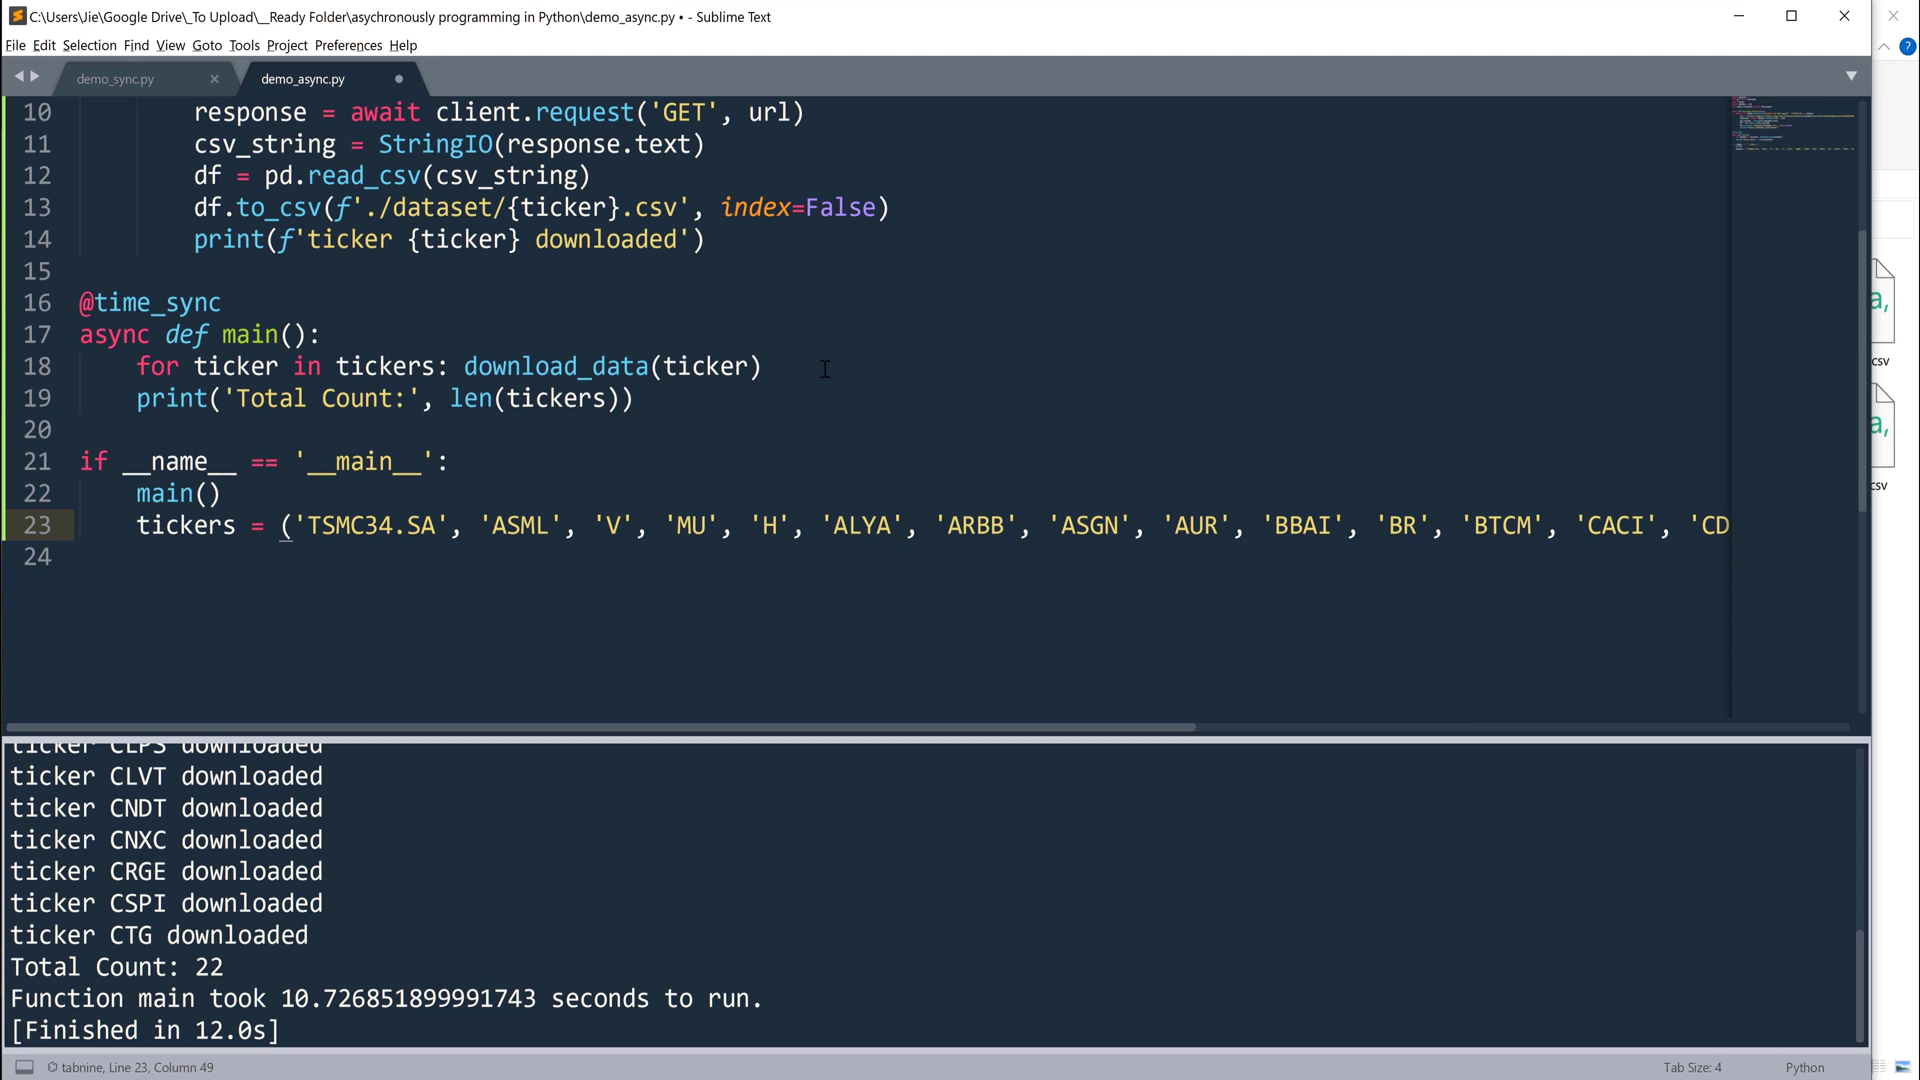 C:\Users\Jie\Google Drive\_To Upload\__Ready Folder\asychronously programming in Python\demo_async.py • - Sublime Text
File Edit Selection Find View Goto Tools Project Preferences Help
demo_sync.py demo_async.py
10 response = await client.request('GET', url)
11 csv_string = StringIO(response.text)
12 df = pd.read_csv(csv_string)
13 df.to_csv(f'./dataset/{ticker}.csv', index=False)
14 print(f'ticker {ticker} downloaded')
15
16 @time_sync
17 async def main():
18 for ticker in tickers: download_data(ticker)
19 print('Total Count:', len(tickers))
20
21 if __name__ == '__main__':
22 main()
23 tickers = ('TSMC34.SA', 'ASML', 'V', 'MU', 'H', 'ALYA', 'ARBB', 'ASGN', 'AUR', 'BBAI', 'BR', 'BTCM', 'CACI', 'CD
24
ticker CLPS downloaded
ticker CLVT downloaded
ticker CNDT downloaded
ticker CNXC downloaded
ticker CRGE downloaded
ticker CSPI downloaded
ticker CTG downloaded
Total Count: 22
Function main took 10.726851899991743 seconds to run.
[Finished in 12.0s]
tabnine, Line 23, Column 49
Tab Size: 4
Python
a,
csv
a,
csv